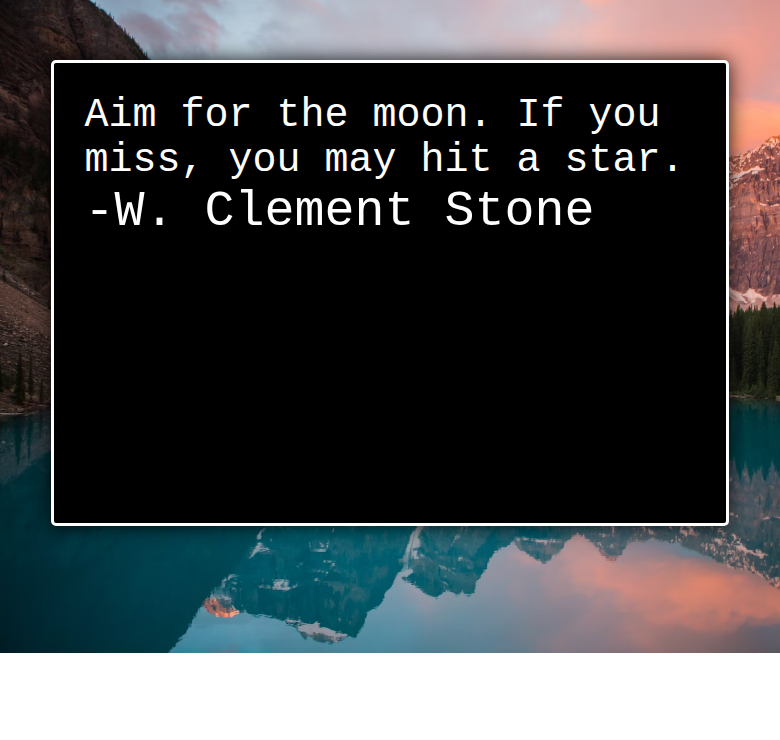 Aim for the moon. If you
miss, you may hit a star.
-W. Clement Stone